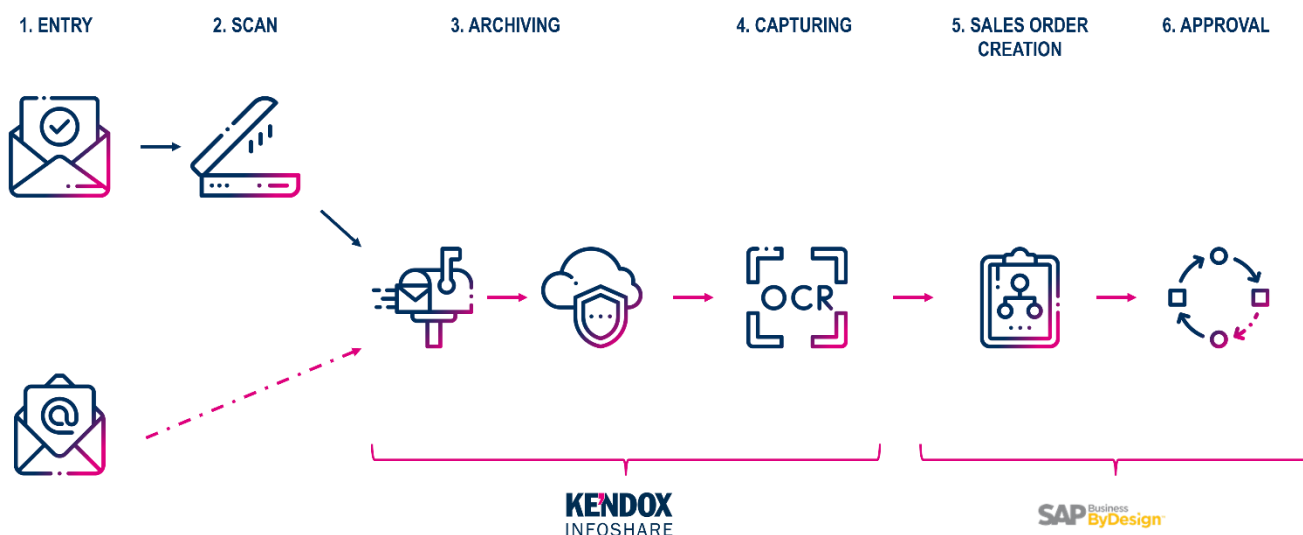 1. ENTRY
2. SCAN
3. ARCHIVING
4. CAPTURING
5. SALES ORDER
CREATION
6. APPROVAL
OCR
KENDOX
INFOSHARE
SAP Business
ByDesign